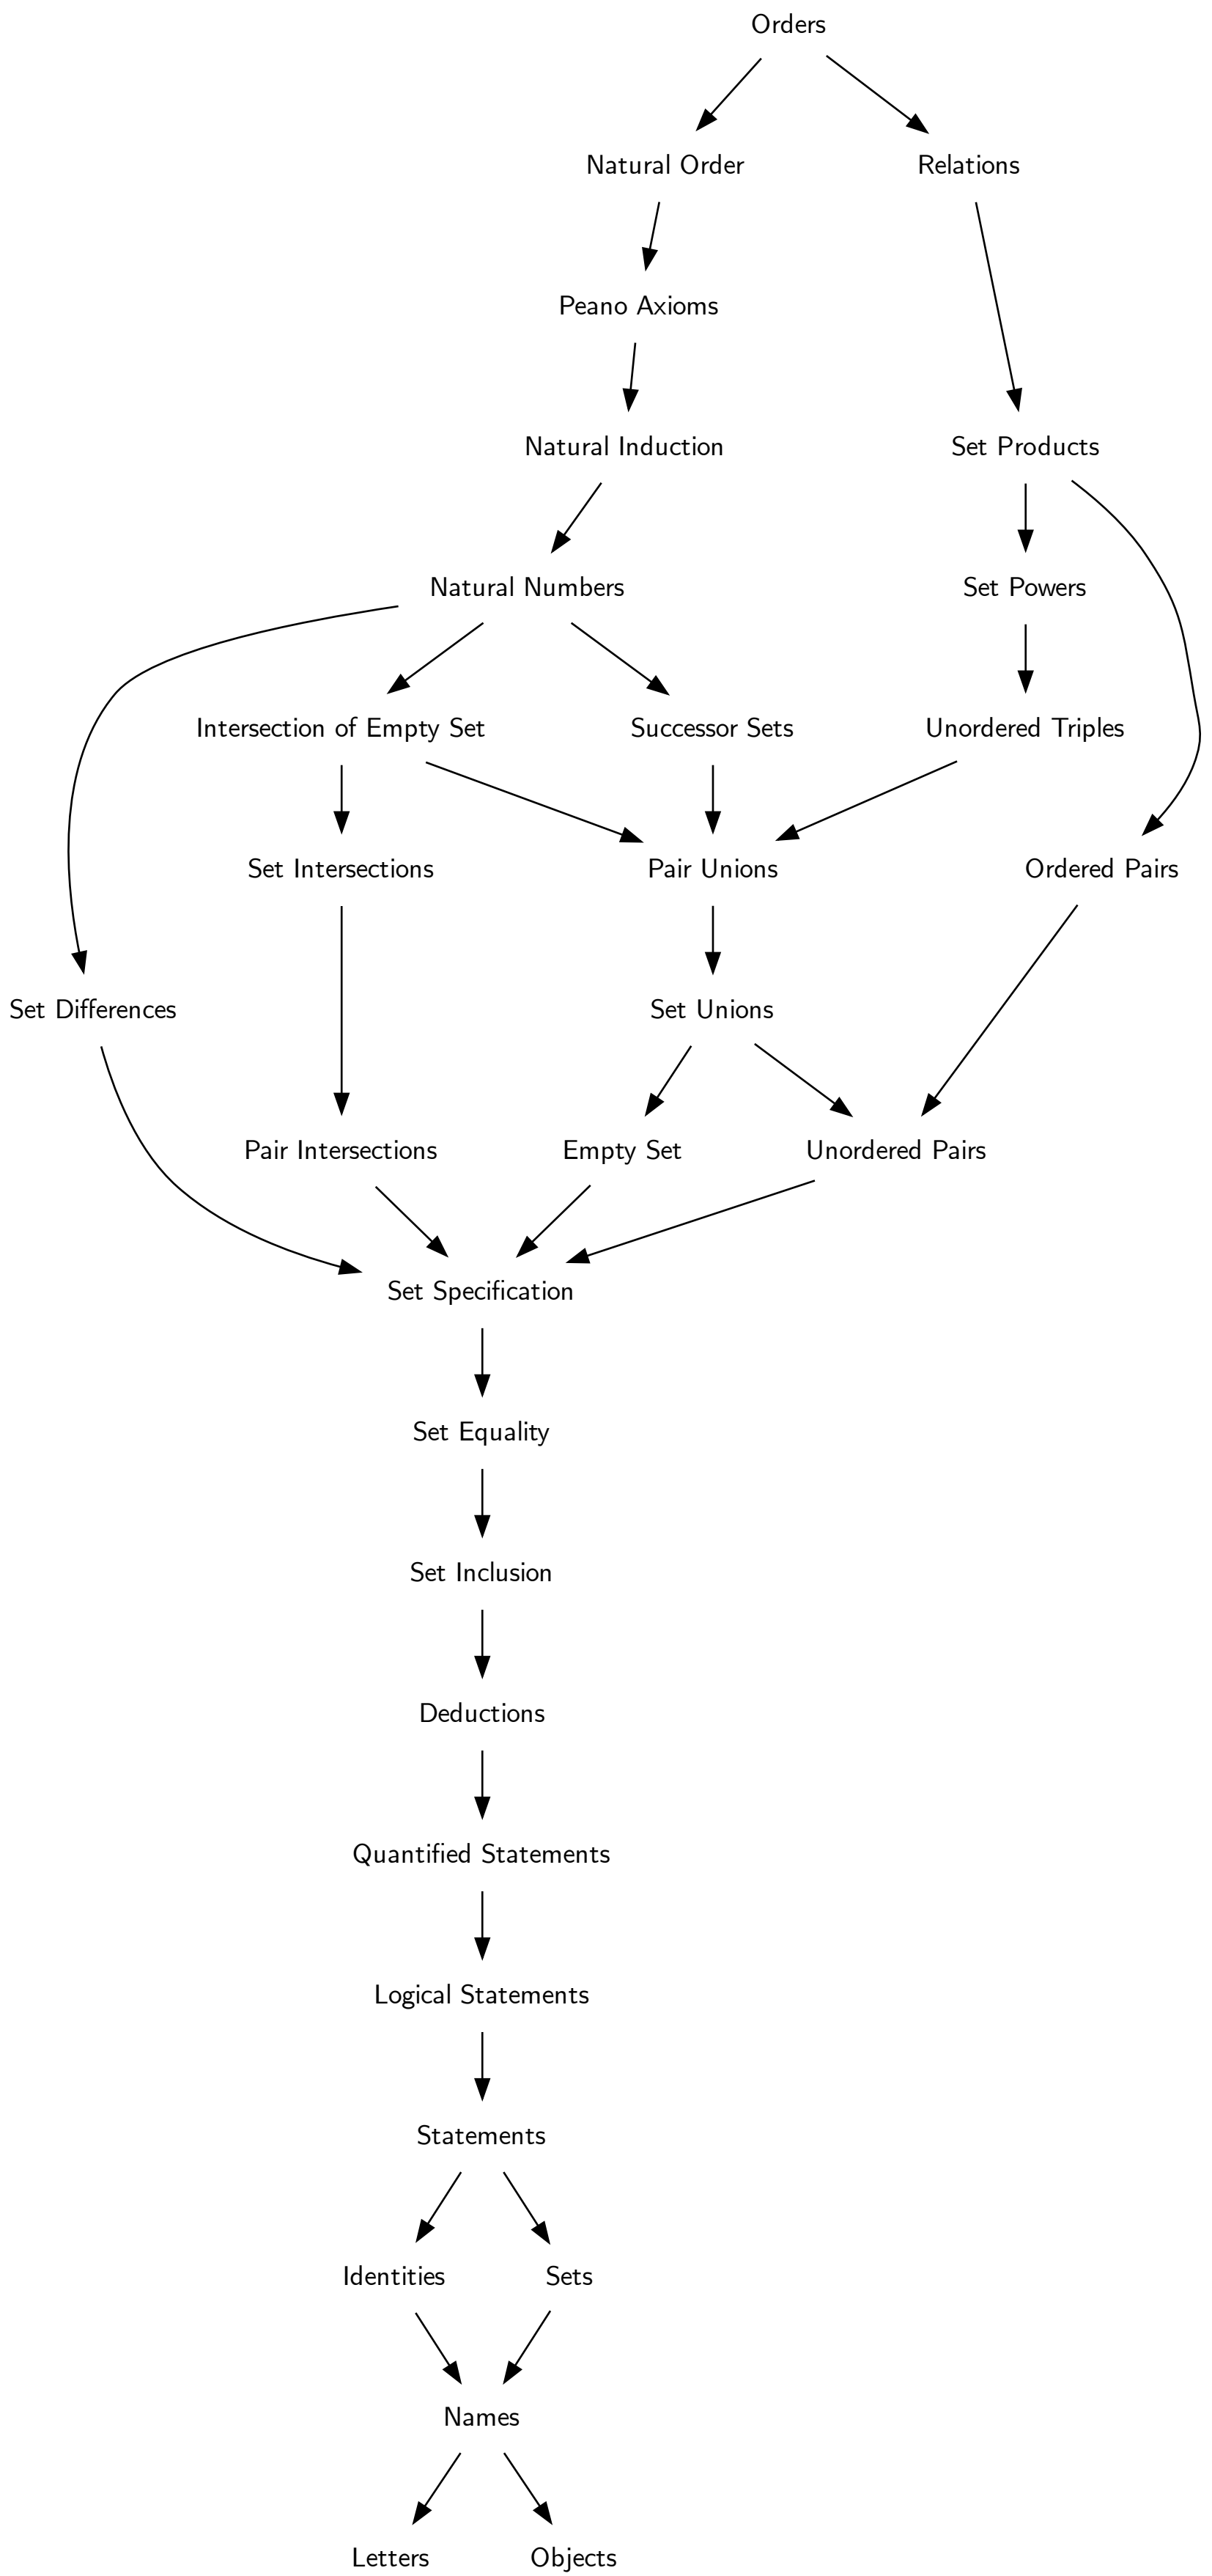 Orders
Natural Order
Relations
Peano Axioms
Natural Induction
Set Products
Natural Numbers
Set Powers
Intersection of Empty Set
Successor Sets
Unordered Triples
Set Intersections
Pair Unions
Ordered Pairs
Set Differences
Set Unions
Pair Intersections
Empty Set
Unordered Pairs
Set Specification
Set Equality
Set Inclusion
Deductions
Quantified Statements
Logical Statements
Statements
Identities
Sets
Names
Letters
Objects